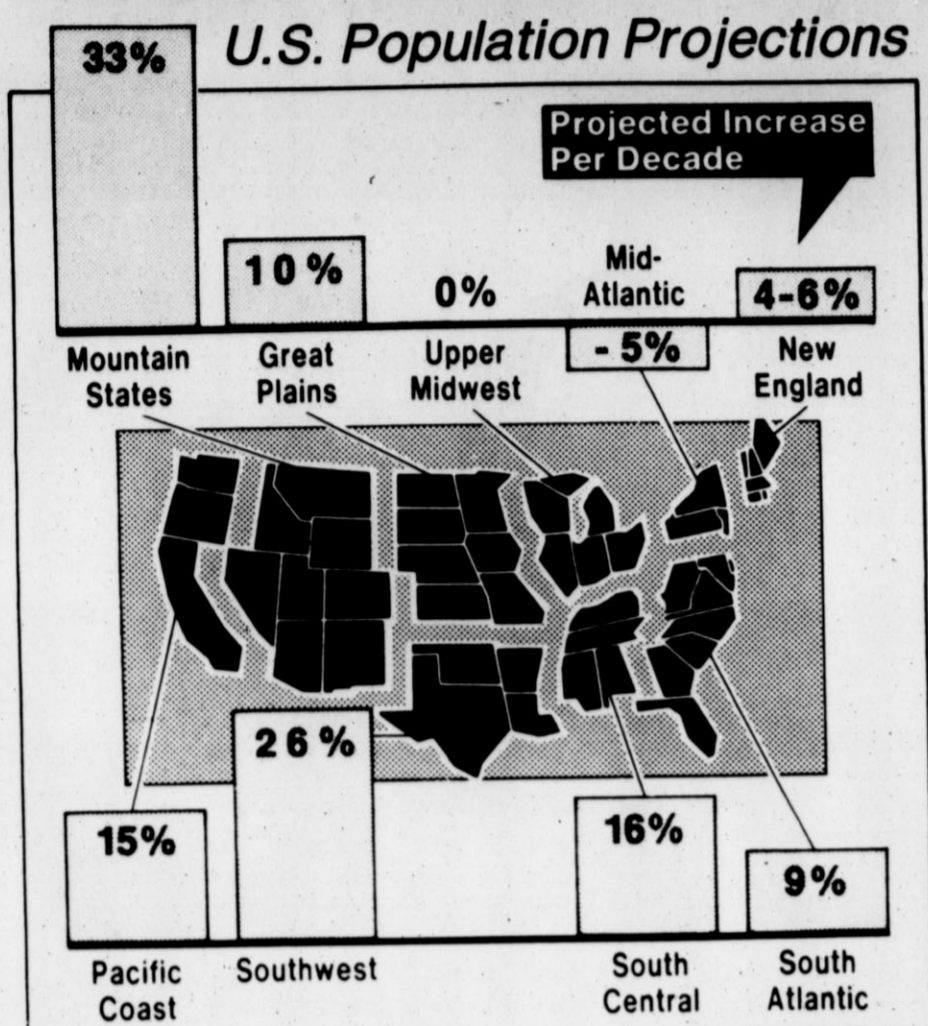 U.S. Population Projections
33%
Projected Increase
Per Decade
10%
0%
Mid-
Atlantic
4-6%
Mountain
States
Great
Plains
Upper
Midwest
- 5%
New
England
26%
15%
16%
9%
Pacific
Coast
Southwest
South
Central
South
Atlantic